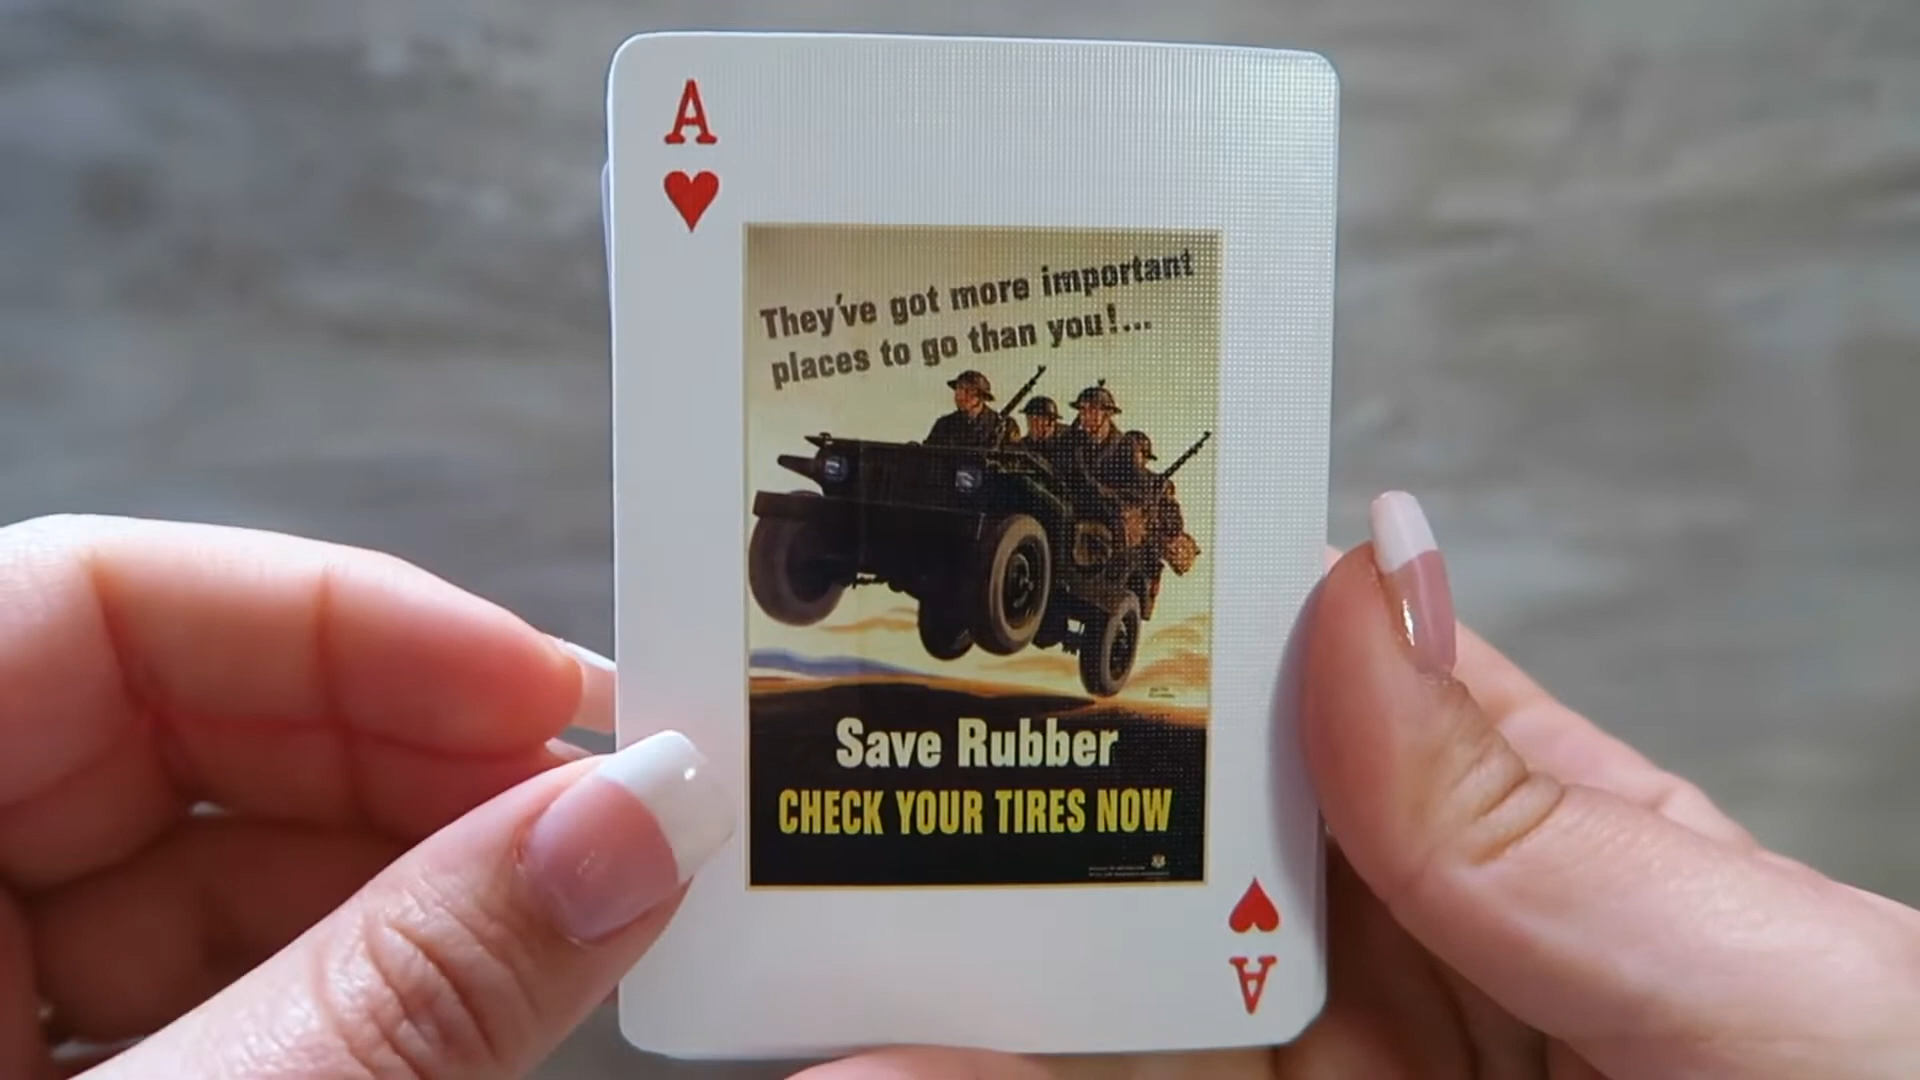 A
They've got more important
places to go than you!...
Save Rubber
CHECK YOUR TIRES NOW
A